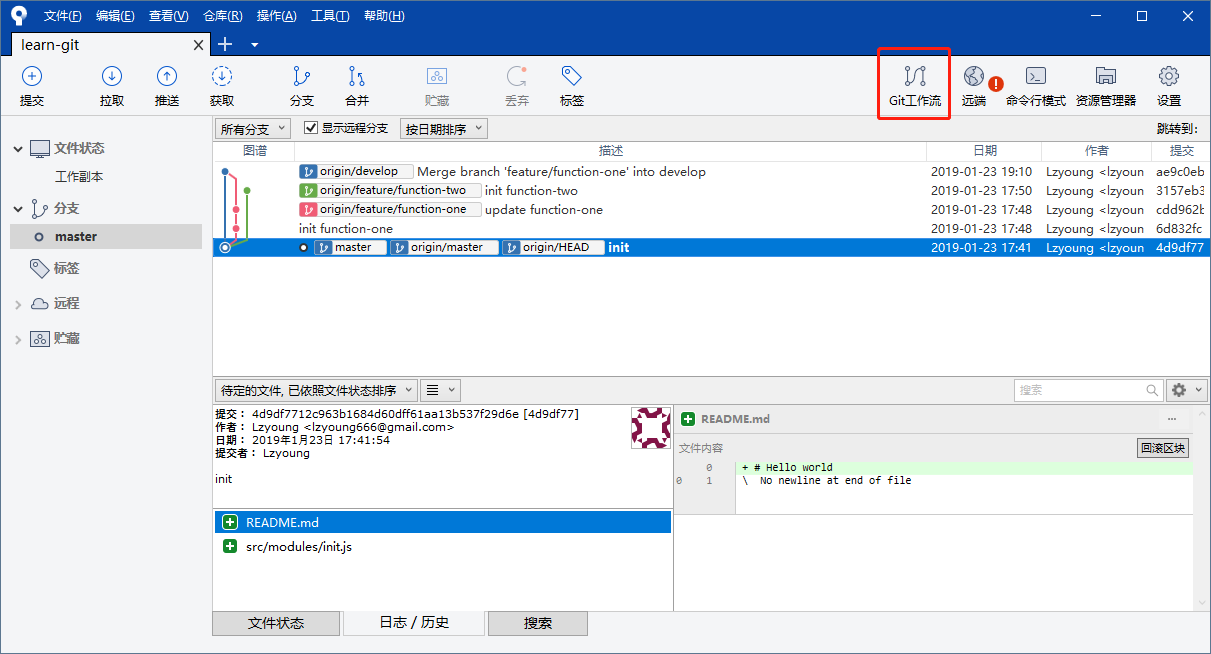 文件(F) 编辑(E) 查看(V) 仓库(R) 操作(A) 工具(T) 帮助(H)
learn-git
提交 拉取 推送 获取 分支 合并 贮藏 丢弃 标签 Git工作流 远端 命令行模式 资源管理器 设置
所有分支 显示远程分支 按日期排序 跳转到:
图谱 描述 日期 作者 提交
origin/develop Merge branch 'feature/function-one' into develop 2019-01-23 19:10 Lzyoung <lzyoun ae9c0eb
origin/feature/function-two init function-two 2019-01-23 17:50 Lzyoung <lzyoun 3157eb3
origin/feature/function-one update function-one 2019-01-23 17:48 Lzyoung <lzyoun cdd962b
init function-one 2019-01-23 17:48 Lzyoung <lzyoun 6d832fc
master origin/master origin/HEAD init 2019-01-23 17:41 Lzyoung <lzyoun 4d9df77
文件状态
工作副本
分支
master
标签
远程
贮藏
待定的文件, 已依照文件状态排序 搜索
提交： 4d9df7712c963b1684d60dff61aa13b537f29d6e [4d9df77]
作者： Lzyoung <lzyoung666@gmail.com>
日期： 2019年1月23日 17:41:54
提交者： Lzyoung
init
README.md
src/modules/init.js
README.md
文件内容 回滚区块
0 + # Hello world
0 1 \ No newline at end of file
文件状态 日志 / 历史 搜索